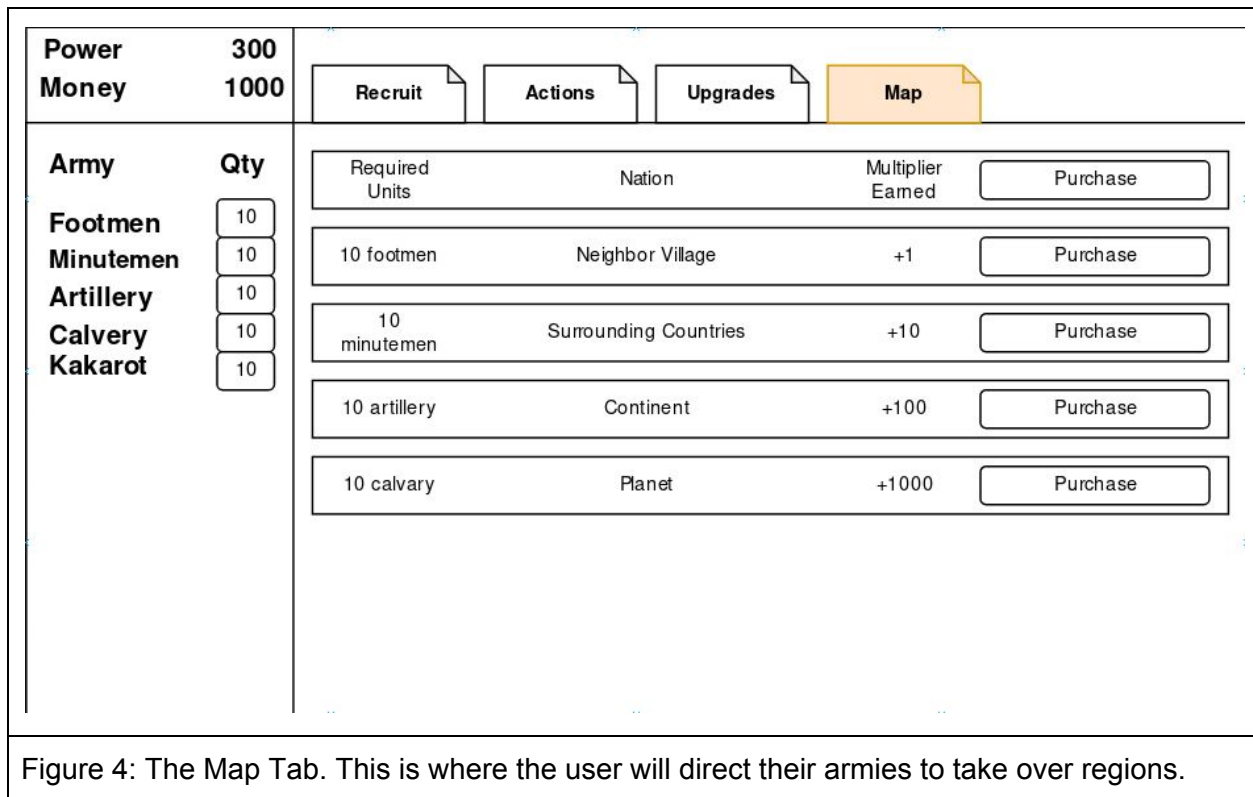 Power 300
Money 1000
Recruit Actions Upgrades Map
Army Qty
Footmen 10
Minutemen 10
Artillery 10
Calvery 10
Kakarot 10
Required
Units
Nation
Multiplier
Earned
Purchase
10 footmen Neighbor Village +1 Purchase
10
minutemen
Surrounding Countries +10 Purchase
10 artillery Continent +100 Purchase
10 calvary Planet +1000 Purchase
Figure 4: The Map Tab. This is where the user will direct their armies to take over regions.